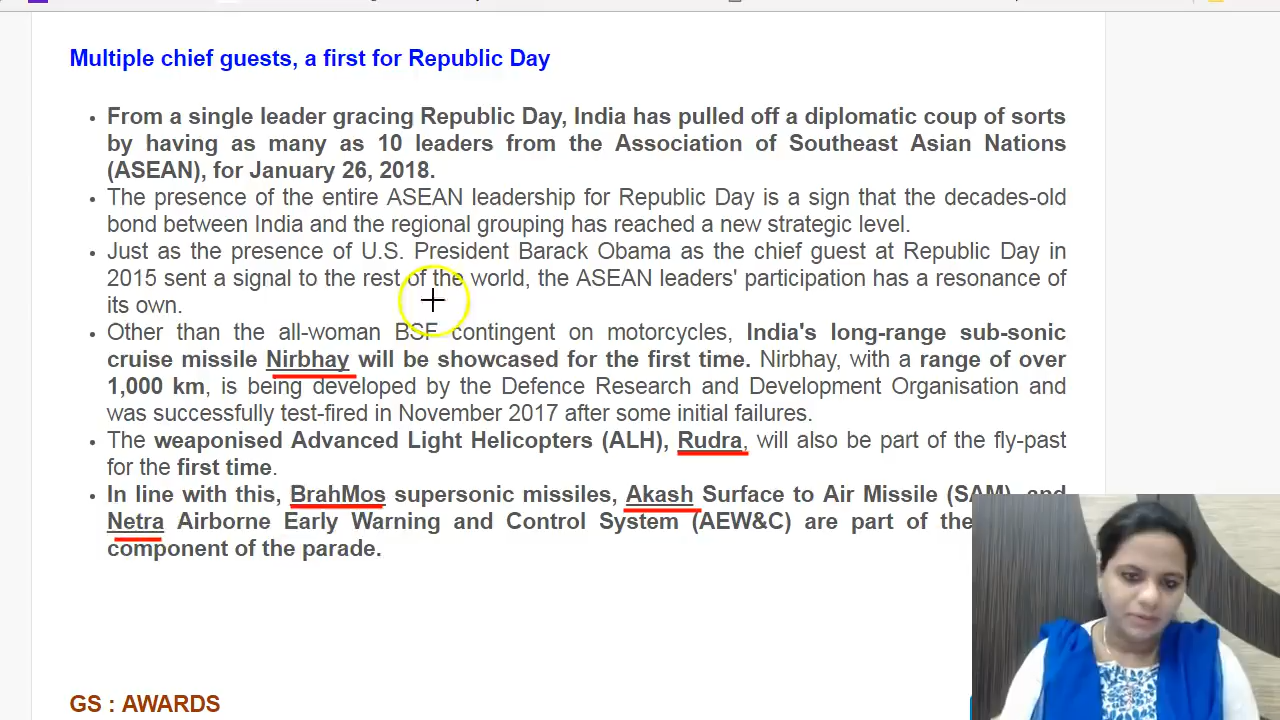 Multiple chief guests, a first for Republic Day
• From a single leader gracing Republic Day, India has pulled off a diplomatic coup of sorts
by having as many as 10 leaders from the Association of Southeast Asian Nations
(ASEAN), for January 26, 2018.
• The presence of the entire ASEAN leadership for Republic Day is a sign that the decades-old
bond between India and the regional grouping has reached a new strategic level.
• Just as the presence of U.S. President Barack Obama as the chief guest at Republic Day in
2015 sent a signal to the rest of the world, the ASEAN leaders' participation has a resonance of
its own.
• Other than the all-woman BSF contingent on motorcycles, India's long-range sub-sonic
cruise missile Nirbhay will be showcased for the first time. Nirbhay, with a range of over
1,000 km, is being developed by the Defence Research and Development Organisation and
was successfully test-fired in November 2017 after some initial failures.
• The weaponised Advanced Light Helicopters (ALH), Rudra, will also be part of the fly-past
for the first time.
• In line with this, BrahMos supersonic missiles, Akash Surface to Air Missile (SAM), and
Netra Airborne Early Warning and Control System (AEW&C) are part of the
component of the parade.
GS : AWARDS